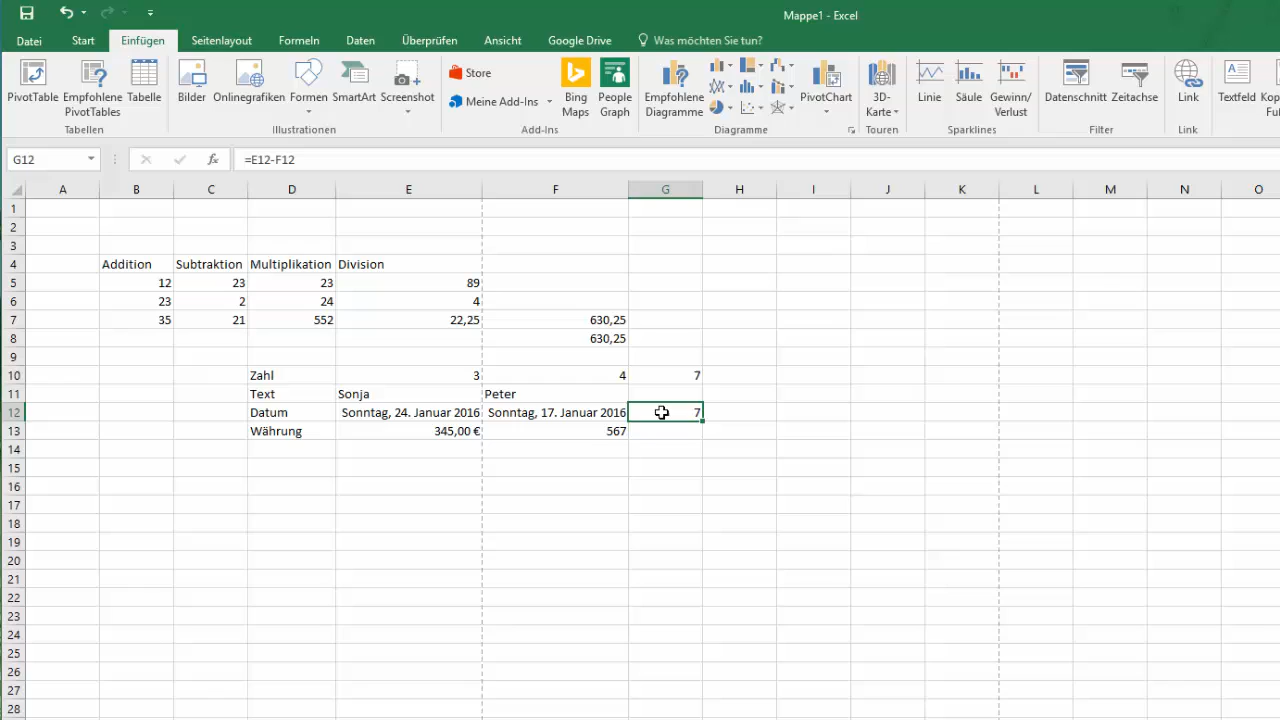 Mappe1 - Excel
Datei Start Einfügen Seitenlayout Formeln Daten Überprüfen Ansicht Google Drive Was möchten Sie tun?
PivotTable Empfohlene PivotTables Tabelle Bilder Onlinegrafiken Formen SmartArt Screenshot Store Meine Add-Ins Bing Maps People Graph Empfohlene Diagramme PivotChart 3D-Karte Linie Säule Gewinn/Verlust Datenschnitt Zeitachse Link Textfeld
Tabellen Illustrationen Add-Ins Diagramme Touren Sparklines Filter Link
G12 fx =E12-F12
A B C D E F G H I J K L M N O
1
2
3
4 Addition Subtraktion Multiplikation Division
5 12 23 23 89
6 23 2 24 4
7 35 21 552 22,25 630,25
8 630,25
9
10 Zahl 3 4 7
11 Text Sonja Peter
12 Datum Sonntag, 24. Januar 2016 Sonntag, 17. Januar 2016 7
13 Währung 345,00 € 567
14
15
16
17
18
19
20
21
22
23
24
25
26
27
28